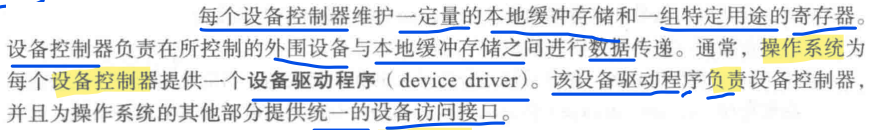 每个设备控制器维护一定量的本地缓冲存储和一组特定用途的寄存器。
设备控制器负责在所控制的外围设备与本地缓冲存储之间进行数据传递。通常，操作系统为
每个设备控制器提供一个设备驱动程序（device driver）。该设备驱动程序负责设备控制器，
并且为操作系统的其他部分提供统一的设备访问接口。